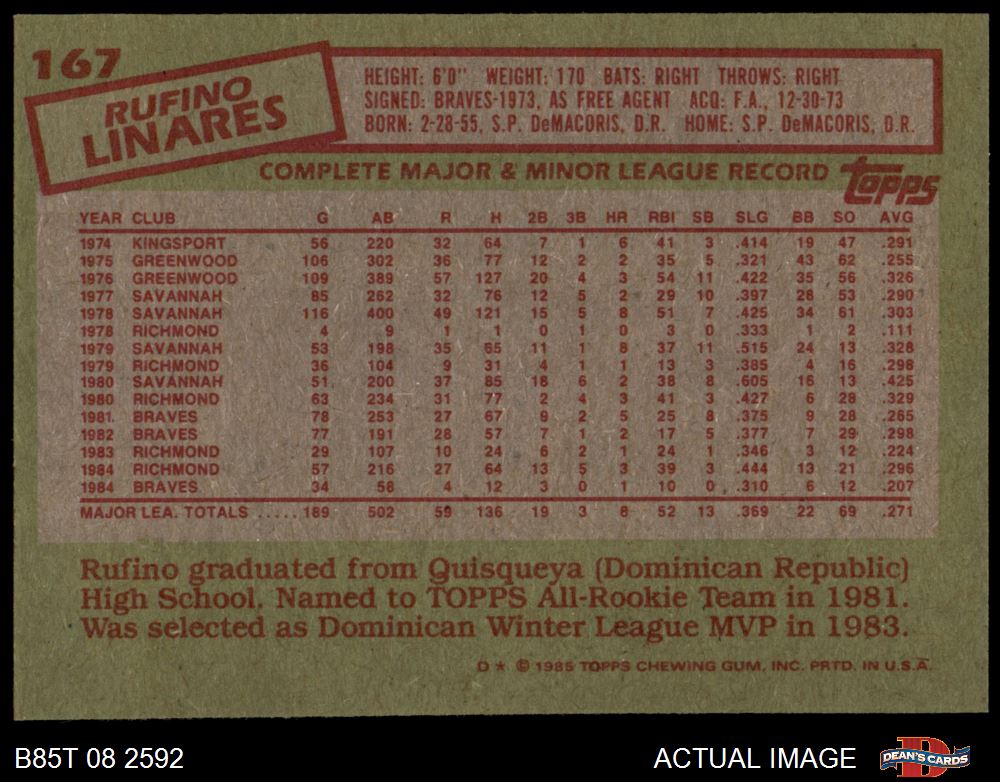 167
RUFINO
LINARES
HEIGHT: 6'0" WEIGHT: 170 BATS: RIGHT THROWS: RIGHT
SIGNED: BRAVES-1973, AS FREE AGENT ACQ: F.A., 12-30-73
BORN: 2-28-55, S.P. DeMACORIS, D.R. HOME: S.P. DeMACORIS, D.R.
COMPLETE MAJOR & MINOR LEAGUE RECORD topps
YEAR CLUB G AB R H 2B 3B HR RBI SB SLG BB SO AVG
1974 KINGSPORT 56 220 32 64 7 1 6 41 3 .414 19 47 .291
1975 GREENWOOD 106 302 36 77 12 2 2 35 5 .321 43 62 .255
1976 GREENWOOD 109 389 57 127 20 4 3 54 11 .422 35 56 .326
1977 SAVANNAH 85 262 32 76 12 5 2 29 10 .397 28 53 .290
1978 SAVANNAH 116 400 49 121 15 5 8 51 7 .425 34 61 .303
1978 RICHMOND 4 9 1 1 0 1 0 3 0 .333 1 2 .111
1979 SAVANNAH 53 198 35 65 11 1 8 37 11 .515 24 13 .328
1979 RICHMOND 36 104 9 31 4 1 1 13 3 .385 4 16 .298
1980 SAVANNAH 51 200 37 85 18 6 2 38 8 .605 16 13 .425
1980 RICHMOND 63 234 31 77 2 4 3 41 3 .427 6 28 .329
1981 BRAVES 78 253 27 67 9 2 5 25 8 .375 9 28 .265
1982 BRAVES 77 191 28 57 7 1 2 17 5 .377 7 29 .298
1983 RICHMOND 29 107 10 24 6 2 1 24 1 .346 3 12 .224
1984 RICHMOND 57 216 27 64 13 5 3 39 3 .444 13 21 .296
1984 BRAVES 34 58 4 12 3 0 1 10 0 .310 6 12 .207
MAJOR LEA. TOTALS ..... 189 502 59 136 19 3 8 52 13 .369 22 69 .271
Rufino graduated from Quisqueya (Dominican Republic)
High School. Named to TOPPS All-Rookie Team in 1981.
Was selected as Dominican Winter League MVP in 1983.
D * © 1985 TOPPS CHEWING GUM, INC. PRTD. IN U.S.A.
B85T 08 2592 ACTUAL IMAGE DEAN'S CARDS